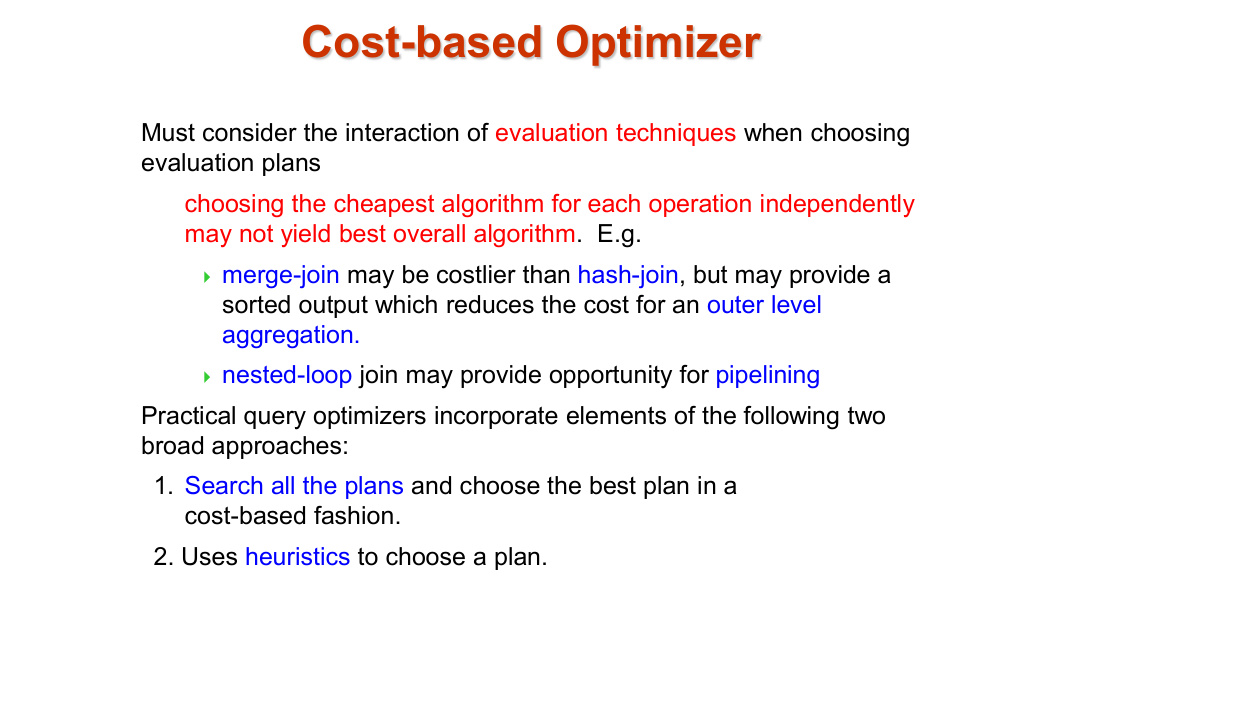 Cost-based Optimizer
Must consider the interaction of evaluation techniques when choosing
evaluation plans
choosing the cheapest algorithm for each operation independently
may not yield best overall algorithm.  E.g.
merge-join may be costlier than hash-join, but may provide a
sorted output which reduces the cost for an outer level
aggregation.
nested-loop join may provide opportunity for pipelining
Practical query optimizers incorporate elements of the following two
broad approaches:
1. Search all the plans and choose the best plan in a
cost-based fashion.
2. Uses heuristics to choose a plan.